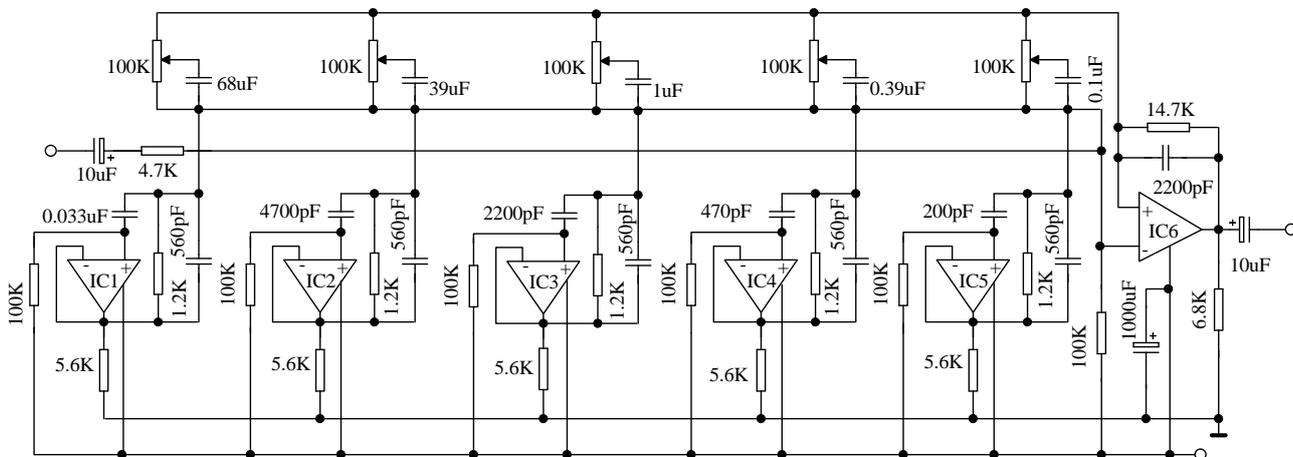 100K
68uF
100K
39uF
100K
1uF
100K
0.39uF
100K
0.1uF
14.7K
2200pF
10uF
+
4.7K
0.033uF
560pF
4700pF
560pF
2200pF
560pF
470pF
560pF
200pF
560pF
100K
-
+
IC1
1.2K
100K
-
+
IC2
1.2K
100K
-
+
IC3
1.2K
100K
-
+
IC4
1.2K
100K
-
+
IC5
1.2K
+
IC6
-
+
10uF
5.6K
5.6K
5.6K
5.6K
5.6K
100K
1000uF
+
6.8K